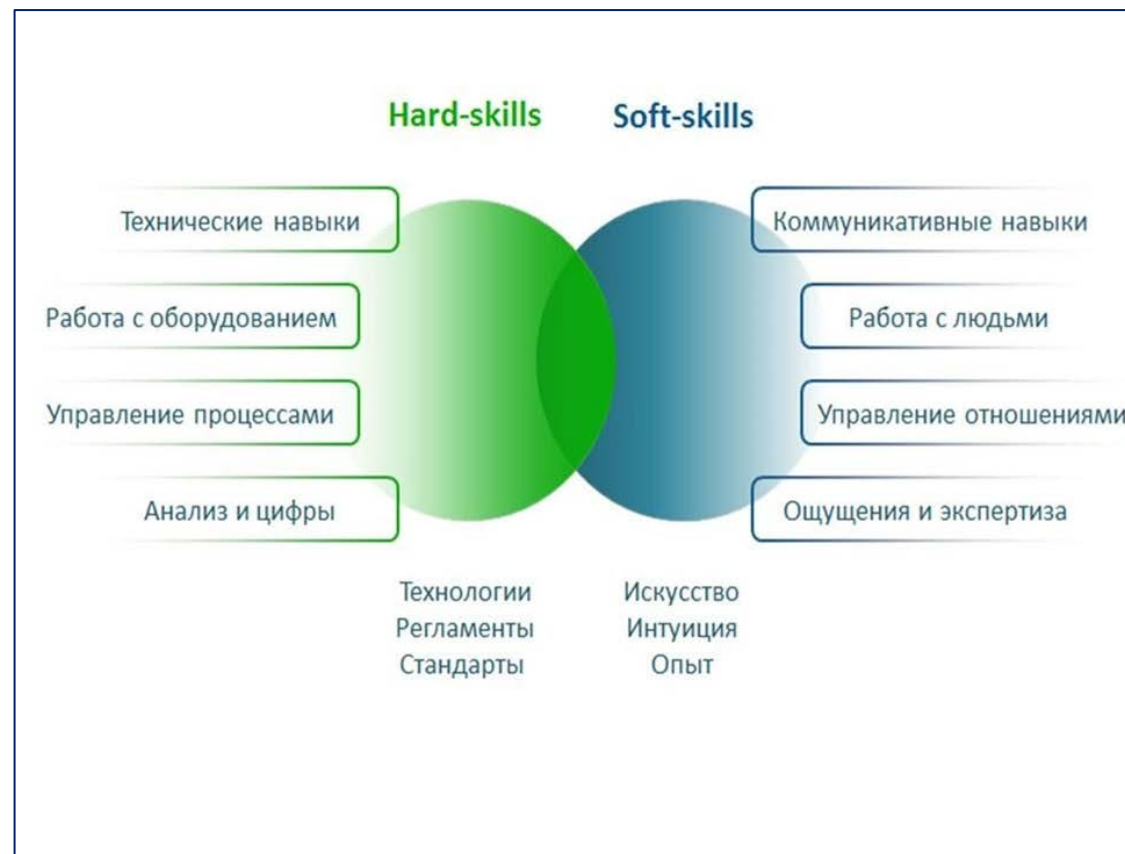 Hard-skills
Soft-skills
Технические навыки
Коммуникативные навыки
Работа с оборудованием
Работа с людьми
Управление процессами
Управление отношениями
Анализ и цифры
Ощущения и экспертиза
Технологии
Регламенты
Стандарты
Искусство
Интуиция
Опыт